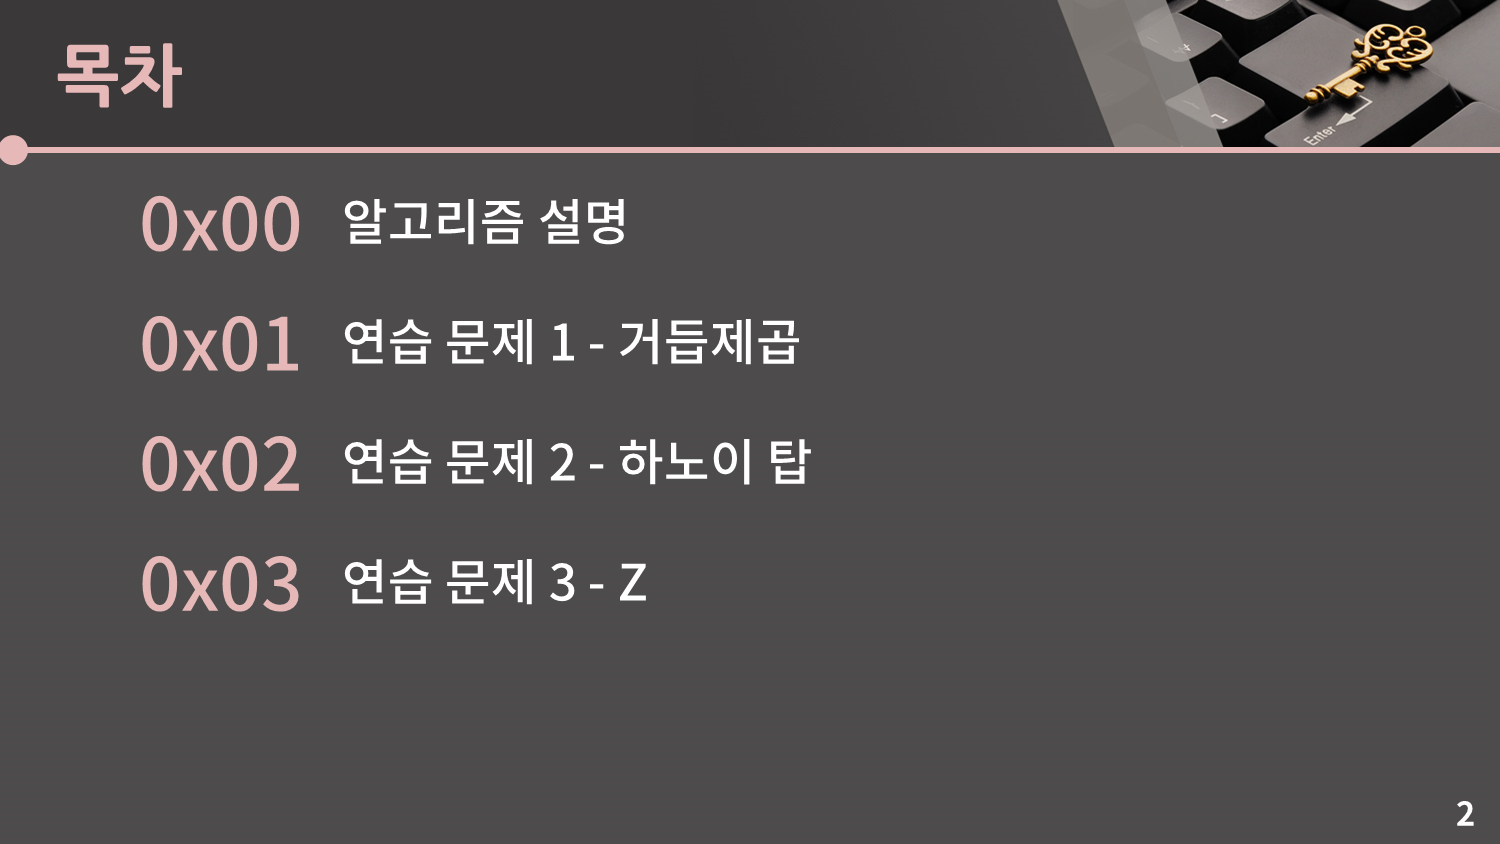 목차
Enter
0x00 알고리즘 설명
0x01 연습 문제 1 - 거듭제곱
0x02 연습 문제 2 - 하노이 탑
0x03 연습 문제 3 - Z
2